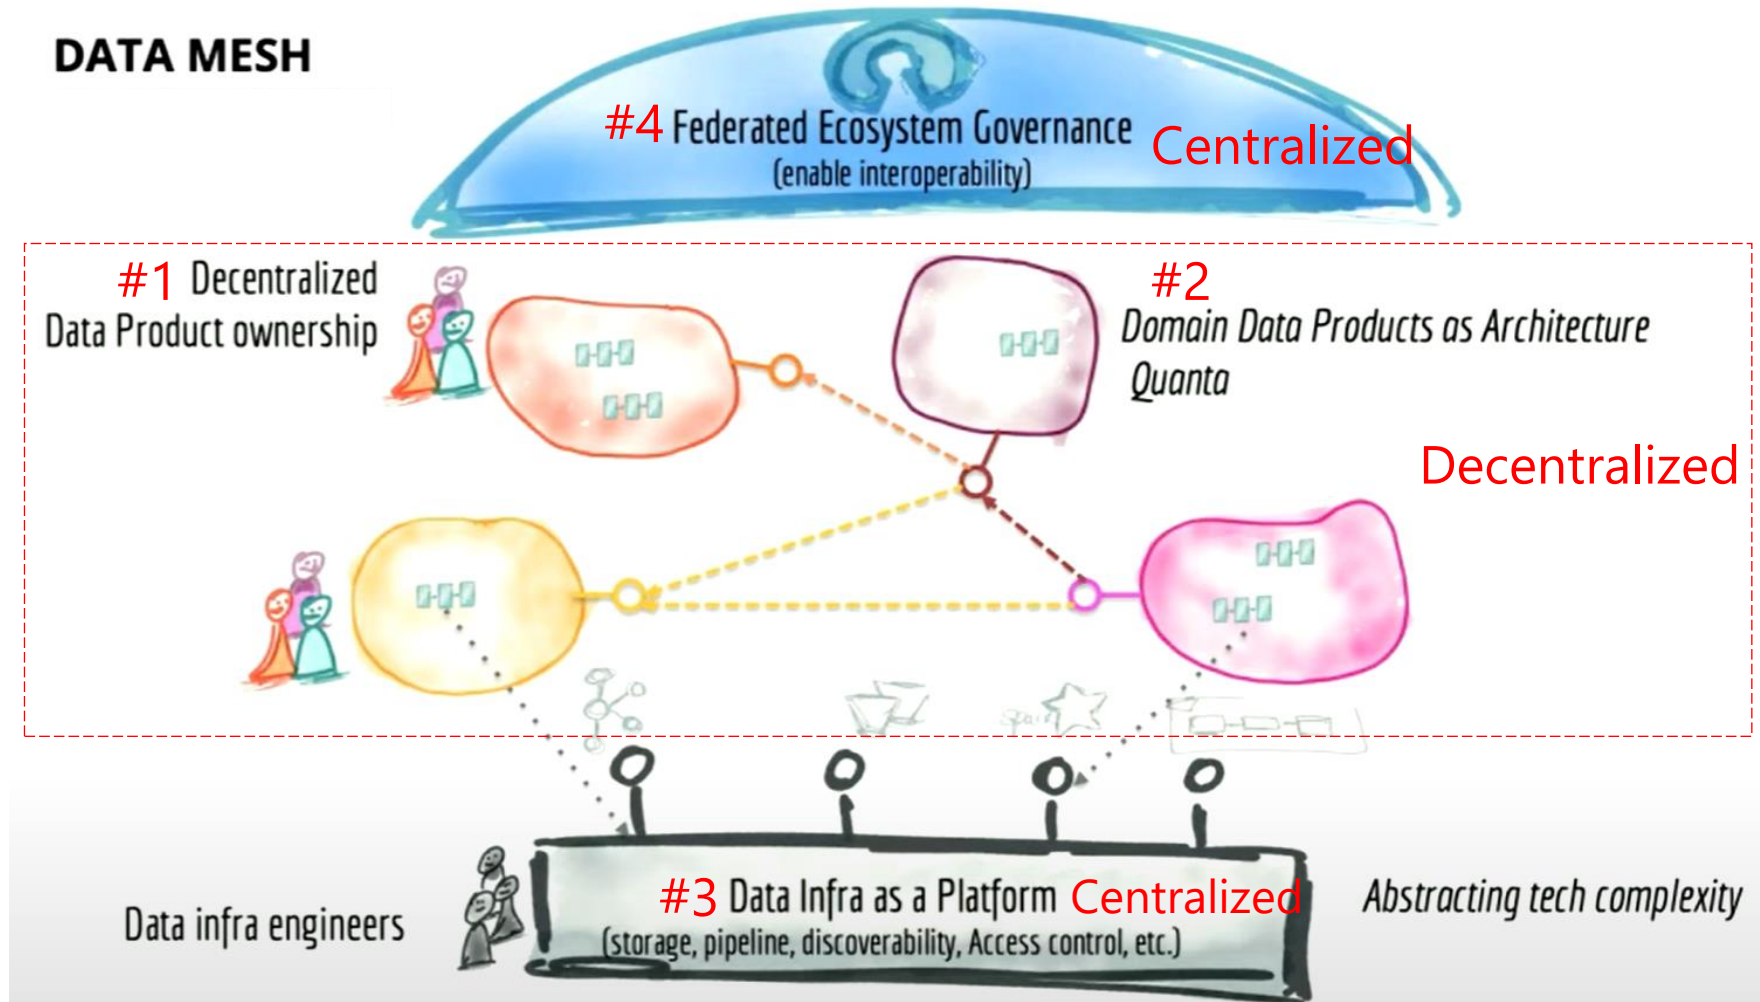 DATA MESH
#4 Federated Ecosystem Governance Centralized
(enable interoperability)
#1 Decentralized
Data Product ownership
#2
Domain Data Products as Architecture
Quanta
Decentralized
#3 Data Infra as a Platform Centralized
(storage, pipeline, discoverability, Access control, etc.)
Data infra engineers
Abstracting tech complexity